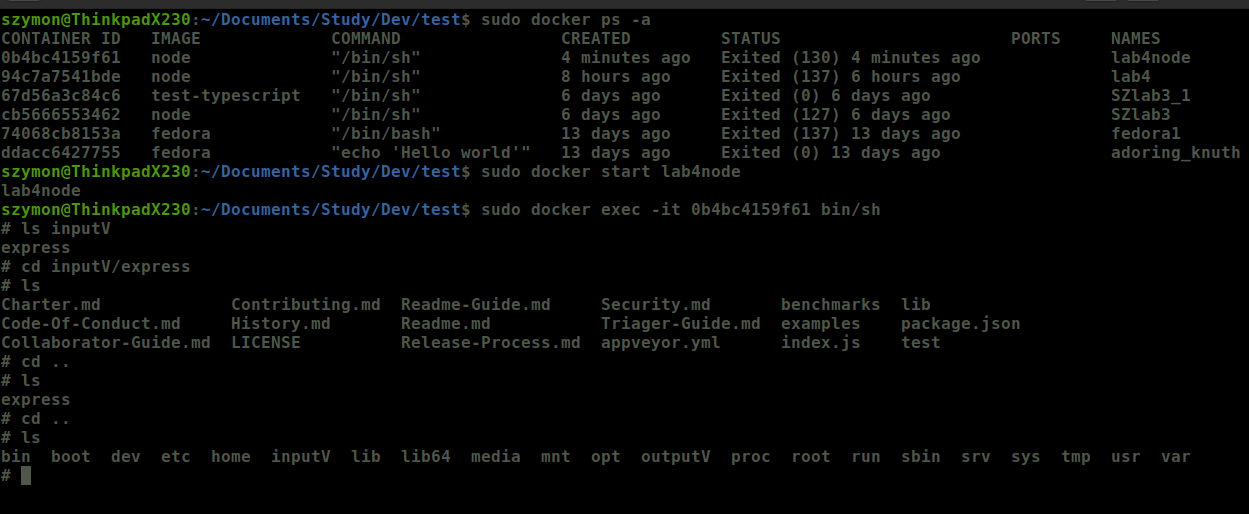 szymon@ThinkpadX230:~/Documents/Study/Dev/test$ sudo docker ps -a
CONTAINER ID   IMAGE             COMMAND                CREATED         STATUS                       PORTS     NAMES
0b4bc4159f61   node              "/bin/sh"              4 minutes ago   Exited (130) 4 minutes ago             lab4node
94c7a7541bde   node              "/bin/sh"              8 hours ago     Exited (137) 6 hours ago               lab4
67d56a3c84c6   test-typescript   "/bin/sh"              6 days ago      Exited (0) 6 days ago                  SZlab3_1
cb5666553462   node              "/bin/sh"              6 days ago      Exited (127) 6 days ago                SZlab3
74068cb8153a   fedora            "/bin/bash"            13 days ago     Exited (137) 13 days ago               fedora1
ddacc6427755   fedora            "echo 'Hello world'"   13 days ago     Exited (0) 13 days ago                 adoring_knuth
szymon@ThinkpadX230:~/Documents/Study/Dev/test$ sudo docker start lab4node
lab4node
szymon@ThinkpadX230:~/Documents/Study/Dev/test$ sudo docker exec -it 0b4bc4159f61 bin/sh
# ls inputV
express
# cd inputV/express
# ls
Charter.md             Contributing.md  Readme-Guide.md     Security.md       benchmarks  lib
Code-Of-Conduct.md     History.md       Readme.md           Triager-Guide.md  examples    package.json
Collaborator-Guide.md  LICENSE          Release-Process.md  appveyor.yml      index.js    test
# cd ..
# ls
express
# cd ..
# ls
bin  boot  dev  etc  home  inputV  lib  lib64  media  mnt  opt  outputV  proc  root  run  sbin  srv  sys  tmp  usr  var
#